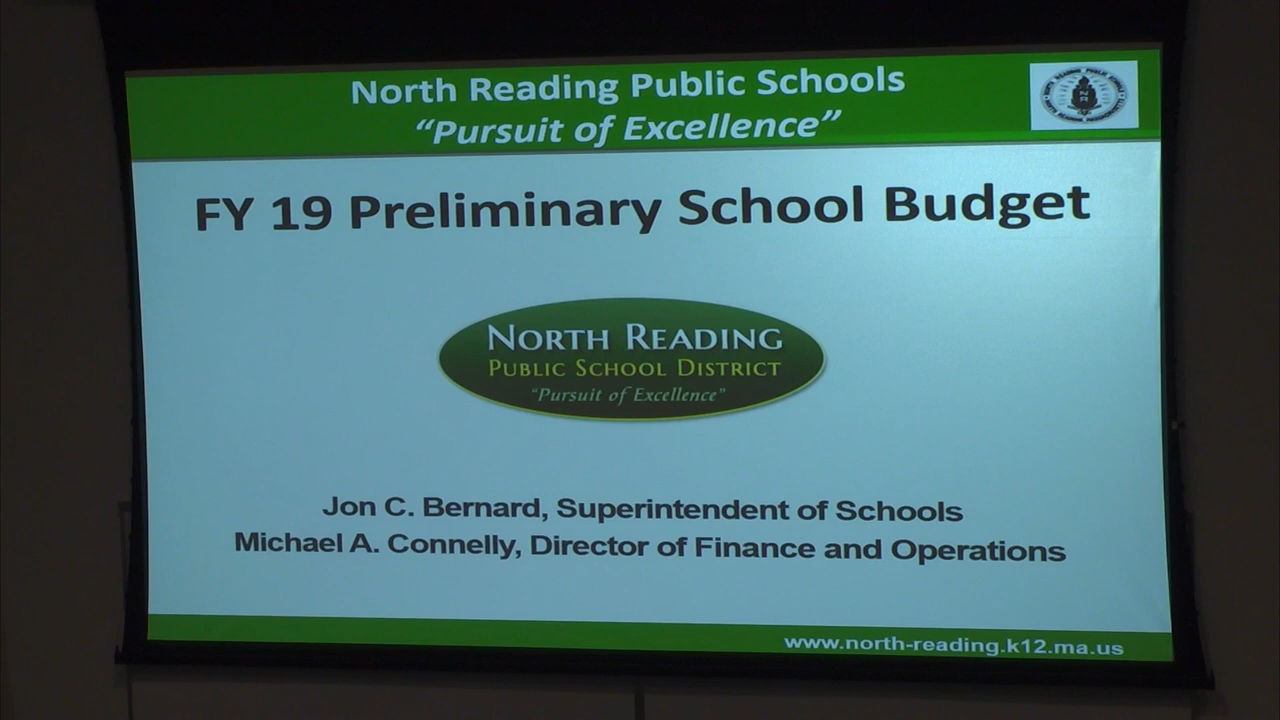 North Reading Public Schools
“Pursuit of Excellence”
FY 19 Preliminary School Budget
NORTH READING
PUBLIC SCHOOL DISTRICT
“Pursuit of Excellence”
Jon C. Bernard, Superintendent of Schools
Michael A. Connelly, Director of Finance and Operations
www.north-reading.k12.ma.us